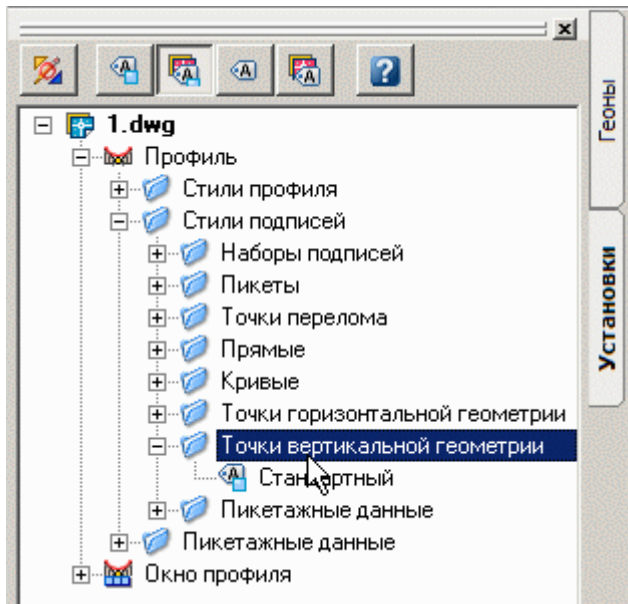 1.dwg
Профиль
Стили профиля
Стили подписей
Наборы подписей
Пикеты
Точки перелома
Прямые
Кривые
Точки горизонтальной геометрии
Точки вертикальной геометрии
Стандартный
Пикетажные данные
Пикетажные данные
Окно профиля
Геоны
Установки